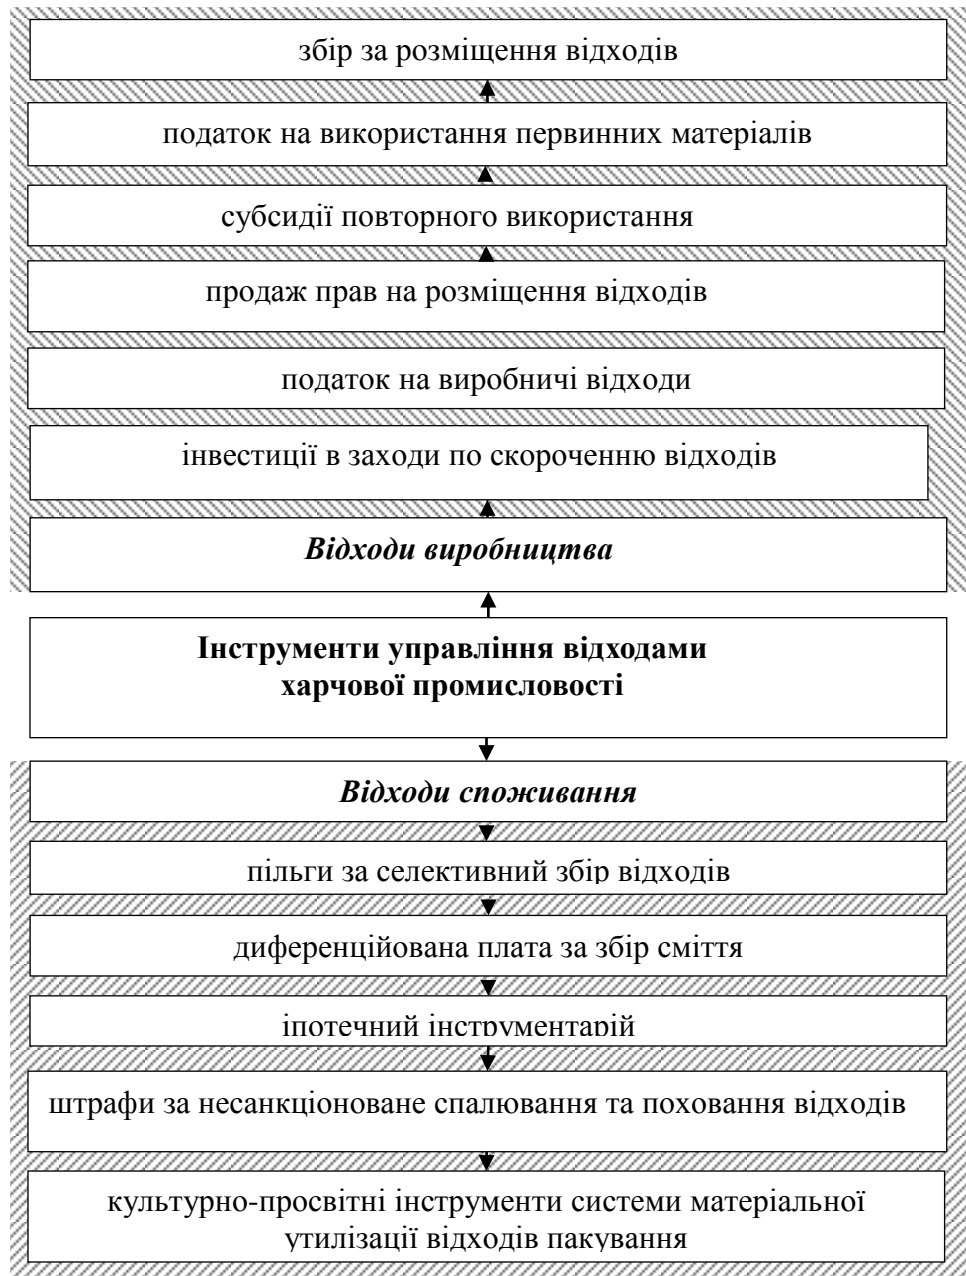 збір за розміщення відходів
податок на використання первинних матеріалів
субсидії повторного використання
продаж прав на розміщення відходів
податок на виробничі відходи
інвестиції в заходи по скороченню відходів
Відходи виробництва
Інструменти управління відходами
харчової промисловості
Відходи споживання
пільги за селективний збір відходів
диференційована плата за збір сміття
іпотечний інструментарій
штрафи за несанкціоноване спалювання та поховання відходів
культурно-просвітні інструменти системи матеріальної
утилізації відходів пакування